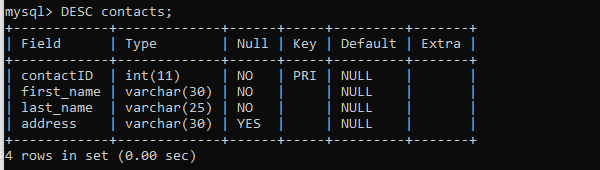 mysql> DESC contacts;
+------------+-------------+------+-----+---------+-------+
| Field      | Type        | Null | Key | Default | Extra |
+------------+-------------+------+-----+---------+-------+
| contactID  | int(11)     | NO   | PRI | NULL    |       |
| first_name | varchar(30) | NO   |     | NULL    |       |
| last_name  | varchar(25) | NO   |     | NULL    |       |
| address    | varchar(30) | YES  |     | NULL    |       |
+------------+-------------+------+-----+---------+-------+
4 rows in set (0.00 sec)